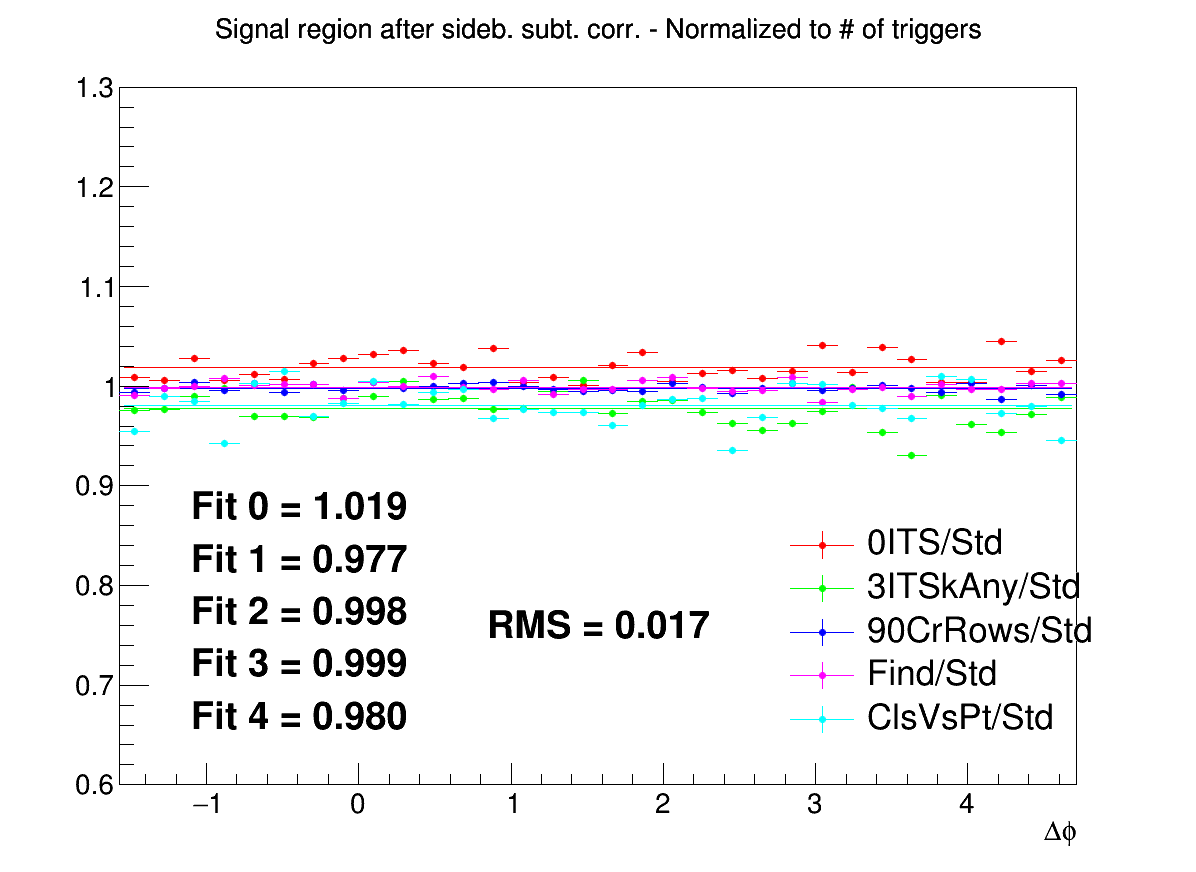 Signal region after sideb. subt. corr. - Normalized to # of triggers
1.3
1.2
1.1
1
0.9
0.8
0.7
0.6
Fit 0 = 1.019
Fit 1 = 0.977
Fit 2 = 0.998
Fit 3 = 0.999
Fit 4 = 0.980
RMS = 0.017
0ITS/Std
3ITSkAny/Std
90CrRows/Std
Find/Std
ClsVsPt/Std
−1 0 1 2 3 4
Δϕ